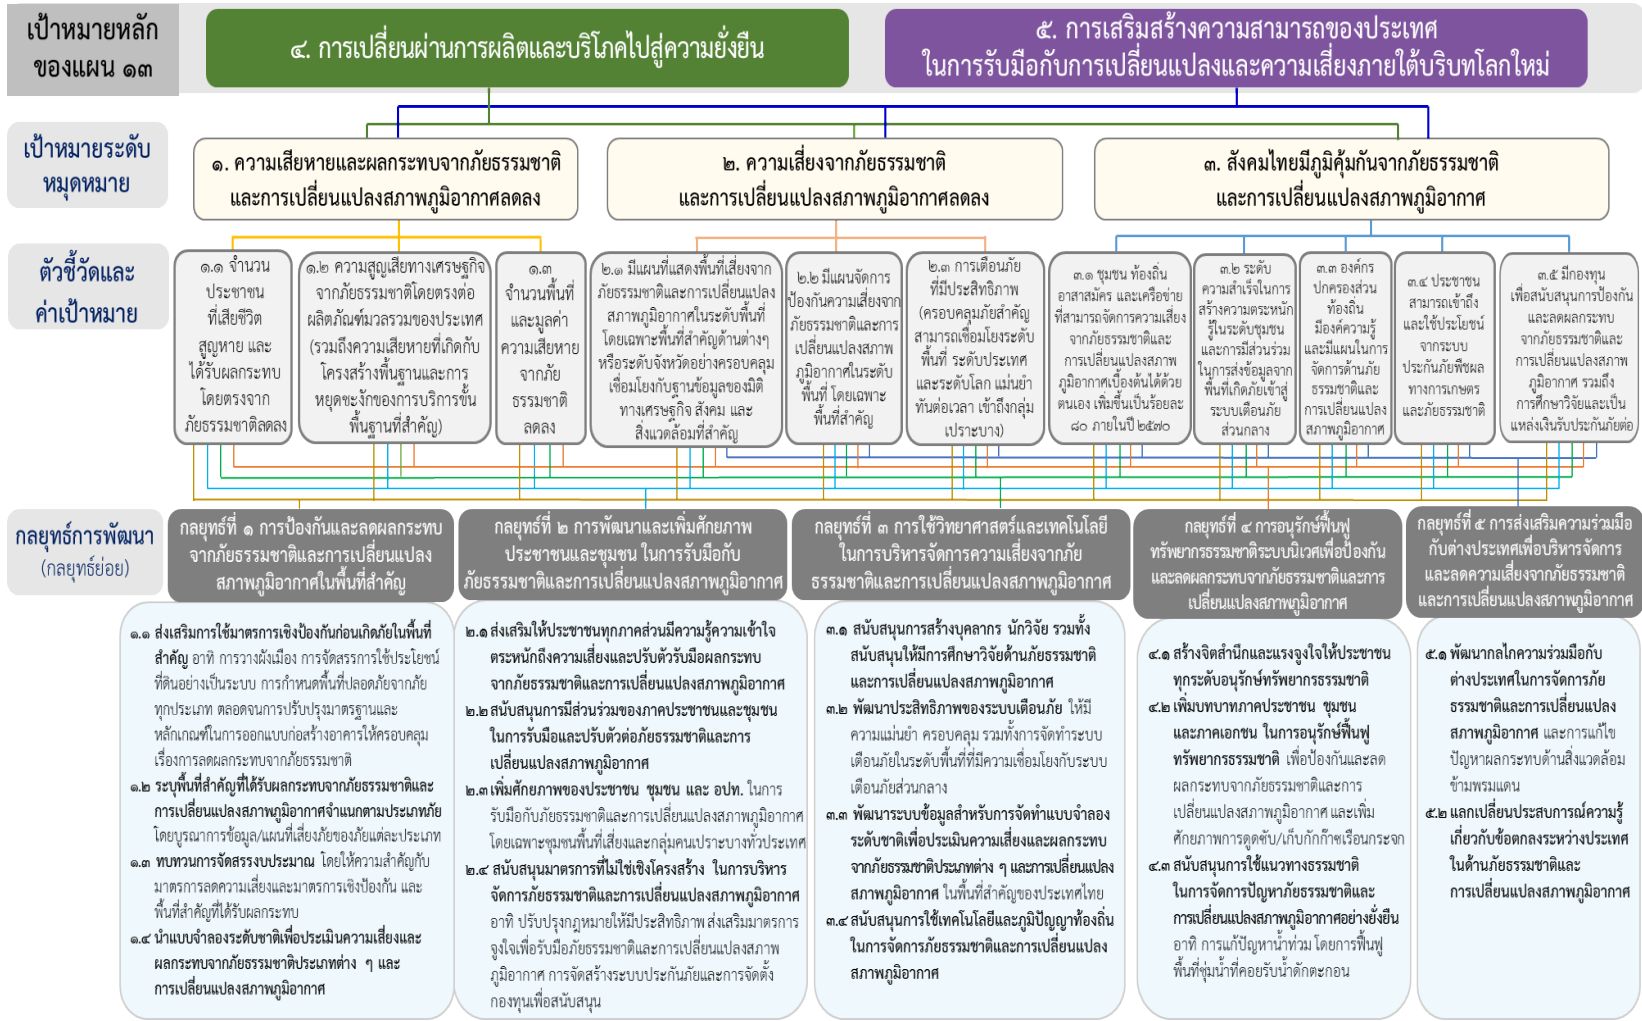 เป้าหมายหลัก
ของแผน ๑๓
๔. การเปลี่ยนผ่านการผลิตและบริโภคไปสู่ความยั่งยืน
๕. การเสริมสร้างความสามารถของประเทศ
ในการรับมือกับการเปลี่ยนแปลงและความเสี่ยงภายใต้บริบทโลกใหม่
เป้าหมายระดับ
หมุดหมาย
๑. ความเสียหายและผลกระทบจากภัยธรรมชาติ
และการเปลี่ยนแปลงสภาพภูมิอากาศลดลง
๒. ความเสี่ยงจากภัยธรรมชาติ
และการเปลี่ยนแปลงสภาพภูมิอากาศลดลง
๓. สังคมไทยมีภูมิคุ้มกันจากภัยธรรมชาติ
และการเปลี่ยนแปลงสภาพภูมิอากาศ
ตัวชี้วัดและ
ค่าเป้าหมาย
๑.๑ จำนวน
ประชาชน
ที่เสียชีวิต
สูญหาย และ
ได้รับผลกระทบ
โดยตรงจาก
ภัยธรรมชาติลดลง
๑.๒ ความสูญเสียทางเศรษฐกิจ
จากภัยธรรมชาติโดยตรงต่อ
ผลิตภัณฑ์มวลรวมของประเทศ
(รวมถึงความเสียหายที่เกิดกับ
โครงสร้างพื้นฐานและการ
หยุดชะงักของการบริการขั้น
พื้นฐานที่สำคัญ)
๑.๓
จำนวนพื้นที่
และมูลค่า
ความเสียหาย
จากภัย
ธรรมชาติ
ลดลง
๒.๑ มีแผนที่แสดงพื้นที่เสี่ยงจาก
ภัยธรรมชาติและการเปลี่ยนแปลง
สภาพภูมิอากาศในระดับพื้นที่
โดยเฉพาะพื้นที่สำคัญด้านต่างๆ
หรือระดับจังหวัดอย่างครอบคลุม
เชื่อมโยงกับฐานข้อมูลของมิติ
ทางเศรษฐกิจ สังคม และ
สิ่งแวดล้อมที่สำคัญ
๒.๒ มีแผนจัดการ
ป้องกันความเสี่ยงจาก
ภัยธรรมชาติและการ
เปลี่ยนแปลงสภาพ
ภูมิอากาศในระดับ
พื้นที่ โดยเฉพาะ
พื้นที่สำคัญ
๒.๓ การเตือนภัย
ที่มีประสิทธิภาพ
(ครอบคลุมภัยสำคัญ
สามารถเชื่อมโยงระดับ
พื้นที่ ระดับประเทศ
และระดับโลก แม่นยำ
ทันต่อเวลา เข้าถึงกลุ่ม
เปราะบาง)
๓.๑ ชุมชน ท้องถิ่น
อาสาสมัคร และเครือข่าย
ที่สามารถจัดการความเสี่ยง
จากภัยธรรมชาติและ
การเปลี่ยนแปลงสภาพ
ภูมิอากาศเบื้องต้นได้ด้วย
ตนเอง เพิ่มขึ้นเป็นร้อยละ
๘๐ ภายในปี ๒๕๗๐
๓.๒ ระดับ
ความสำเร็จในการ
สร้างความตระหนัก
รู้ในระดับชุมชน
และการมีส่วนร่วม
ในการส่งข้อมูลจาก
พื้นที่เกิดภัยเข้าสู่
ระบบเตือนภัย
ส่วนกลาง
๓.๓ องค์กร
ปกครองส่วน
ท้องถิ่น
มีองค์ความรู้
และมีแผนในการ
จัดการด้านภัย
ธรรมชาติและ
การเปลี่ยนแปลง
สภาพภูมิอากาศ
๓.๔ ประชาชน
สามารถเข้าถึง
และใช้ประโยชน์
จากระบบ
ประกันภัยพืชผล
ทางการเกษตร
และภัยธรรมชาติ
๓.๕ มีกองทุน
เพื่อสนับสนุนการป้องกัน
และลดผลกระทบ
จากภัยธรรมชาติและ
การเปลี่ยนแปลงสภาพ
ภูมิอากาศ รวมถึง
การศึกษาวิจัยและเป็น
แหล่งเงินรับประกันภัยต่อ
กลยุทธ์การพัฒนา
(กลยุทธ์ย่อย)
กลยุทธ์ที่ ๑ การป้องกันและลดผลกระทบ
จากภัยธรรมชาติและการเปลี่ยนแปลง
สภาพภูมิอากาศในพื้นที่สำคัญ
กลยุทธ์ที่ ๒ การพัฒนาและเพิ่มศักยภาพ
ประชาชนและชุมชน ในการรับมือกับ
ภัยธรรมชาติและการเปลี่ยนแปลงสภาพภูมิอากาศ
กลยุทธ์ที่ ๓ การใช้วิทยาศาสตร์และเทคโนโลยี
ในการบริหารจัดการความเสี่ยงจากภัย
ธรรมชาติและการเปลี่ยนแปลงสภาพภูมิอากาศ
กลยุทธ์ที่ ๔ การอนุรักษ์ฟื้นฟู
ทรัพยากรธรรมชาติระบบนิเวศเพื่อป้องกัน
และลดผลกระทบจากภัยธรรมชาติและการ
เปลี่ยนแปลงสภาพภูมิอากาศ
กลยุทธ์ที่ ๕ การส่งเสริมความร่วมมือ
กับต่างประเทศเพื่อบริหารจัดการ
และลดความเสี่ยงจากภัยธรรมชาติ
และการเปลี่ยนแปลงสภาพภูมิอากาศ
๑.๑ ส่งเสริมการใช้มาตรการเชิงป้องกันก่อนเกิดภัยในพื้นที่
สำคัญ อาทิ การวางผังเมือง การจัดสรรการใช้ประโยชน์
ที่ดินอย่างเป็นระบบ การกำหนดพื้นที่ปลอดภัยจากภัย
ทุกประเภท ตลอดจนการปรับปรุงมาตรฐานและ
หลักเกณฑ์ในการออกแบบก่อสร้างอาคารให้ครอบคลุม
เรื่องการลดผลกระทบจากภัยธรรมชาติ
๑.๒ ระบุพื้นที่สำคัญที่ได้รับผลกระทบจากภัยธรรมชาติและ
การเปลี่ยนแปลงสภาพภูมิอากาศจำแนกตามประเภทภัย
โดยบูรณาการข้อมูล/แผนที่เสี่ยงภัยของภัยแต่ละประเภท
๑.๓ ทบทวนการจัดสรรงบประมาณ โดยให้ความสำคัญกับ
มาตรการลดความเสี่ยงและมาตรการเชิงป้องกัน และ
พื้นที่สำคัญที่ได้รับผลกระทบ
๑.๔ นำแบบจำลองระดับชาติเพื่อประเมินความเสี่ยงและ
ผลกระทบจากภัยธรรมชาติประเภทต่าง ๆ และ
การเปลี่ยนแปลงสภาพภูมิอากาศ
๒.๑ ส่งเสริมให้ประชาชนทุกภาคส่วนมีความรู้ความเข้าใจ
ตระหนักถึงความเสี่ยงและปรับตัวรับมือผลกระทบ
จากภัยธรรมชาติและการเปลี่ยนแปลงสภาพภูมิอากาศ
๒.๒ สนับสนุนการมีส่วนร่วมของภาคประชาชนและชุมชน
ในการรับมือและปรับตัวต่อภัยธรรมชาติและการ
เปลี่ยนแปลงสภาพภูมิอากาศ
๒.๓ เพิ่มศักยภาพของประชาชน ชุมชน และ อปท. ในการ
รับมือกับภัยธรรมชาติและการเปลี่ยนแปลงสภาพภูมิอากาศ
โดยเฉพาะชุมชนพื้นที่เสี่ยงและกลุ่มคนเปราะบางทั่วประเทศ
๒.๔ สนับสนุนมาตรการที่ไม่ใช่เชิงโครงสร้าง ในการบริหาร
จัดการภัยธรรมชาติและการเปลี่ยนแปลงสภาพภูมิอากาศ
อาทิ ปรับปรุงกฎหมายให้มีประสิทธิภาพ ส่งเสริมมาตรการ
จูงใจเพื่อรับมือภัยธรรมชาติและการเปลี่ยนแปลงสภาพ
ภูมิอากาศ การจัดสร้างระบบประกันภัยและการจัดตั้ง
กองทุนเพื่อสนับสนุน
๓.๑ สนับสนุนการสร้างบุคลากร นักวิจัย รวมทั้ง
สนับสนุนให้มีการศึกษาวิจัยด้านภัยธรรมชาติ
และการเปลี่ยนแปลงสภาพภูมิอากาศ
๓.๒ พัฒนาประสิทธิภาพของระบบเตือนภัย ให้มี
ความแม่นยำ ครอบคลุม รวมทั้งการจัดทำระบบ
เตือนภัยในระดับพื้นที่ที่มีความเชื่อมโยงกับระบบ
เตือนภัยส่วนกลาง
๓.๓ พัฒนาระบบข้อมูลสำหรับการจัดทำแบบจำลอง
ระดับชาติเพื่อประเมินความเสี่ยงและผลกระทบ
จากภัยธรรมชาติประเภทต่าง ๆ และการเปลี่ยนแปลง
สภาพภูมิอากาศ ในพื้นที่สำคัญของประเทศไทย
๓.๔ สนับสนุนการใช้เทคโนโลยีและภูมิปัญญาท้องถิ่น
ในการจัดการภัยธรรมชาติและการเปลี่ยนแปลง
สภาพภูมิอากาศ
๔.๑ สร้างจิตสำนึกและแรงจูงใจให้ประชาชน
ทุกระดับอนุรักษ์ทรัพยากรธรรมชาติ
๔.๒ เพิ่มบทบาทภาคประชาชน ชุมชน
และภาคเอกชน ในการอนุรักษ์ฟื้นฟู
ทรัพยากรธรรมชาติ เพื่อป้องกันและลด
ผลกระทบจากภัยธรรมชาติและการ
เปลี่ยนแปลงสภาพภูมิอากาศ และเพิ่ม
ศักยภาพการดูดซับ/เก็บกักก๊าซเรือนกระจก
๔.๓ สนับสนุนการใช้แนวทางธรรมชาติ
ในการจัดการปัญหาภัยธรรมชาติและ
การเปลี่ยนแปลงสภาพภูมิอากาศอย่างยั่งยืน
อาทิ การแก้ปัญหาน้ำท่วม โดยการฟื้นฟู
พื้นที่ชุ่มน้ำที่คอยรับน้ำดักตะกอน
๕.๑ พัฒนากลไกความร่วมมือกับ
ต่างประเทศในการจัดการภัย
ธรรมชาติและการเปลี่ยนแปลง
สภาพภูมิอากาศ และการแก้ไข
ปัญหาผลกระทบด้านสิ่งแวดล้อม
ข้ามพรมแดน
๕.๒ แลกเปลี่ยนประสบการณ์ความรู้
เกี่ยวกับข้อตกลงระหว่างประเทศ
ในด้านภัยธรรมชาติและ
การเปลี่ยนแปลงสภาพภูมิอากาศ